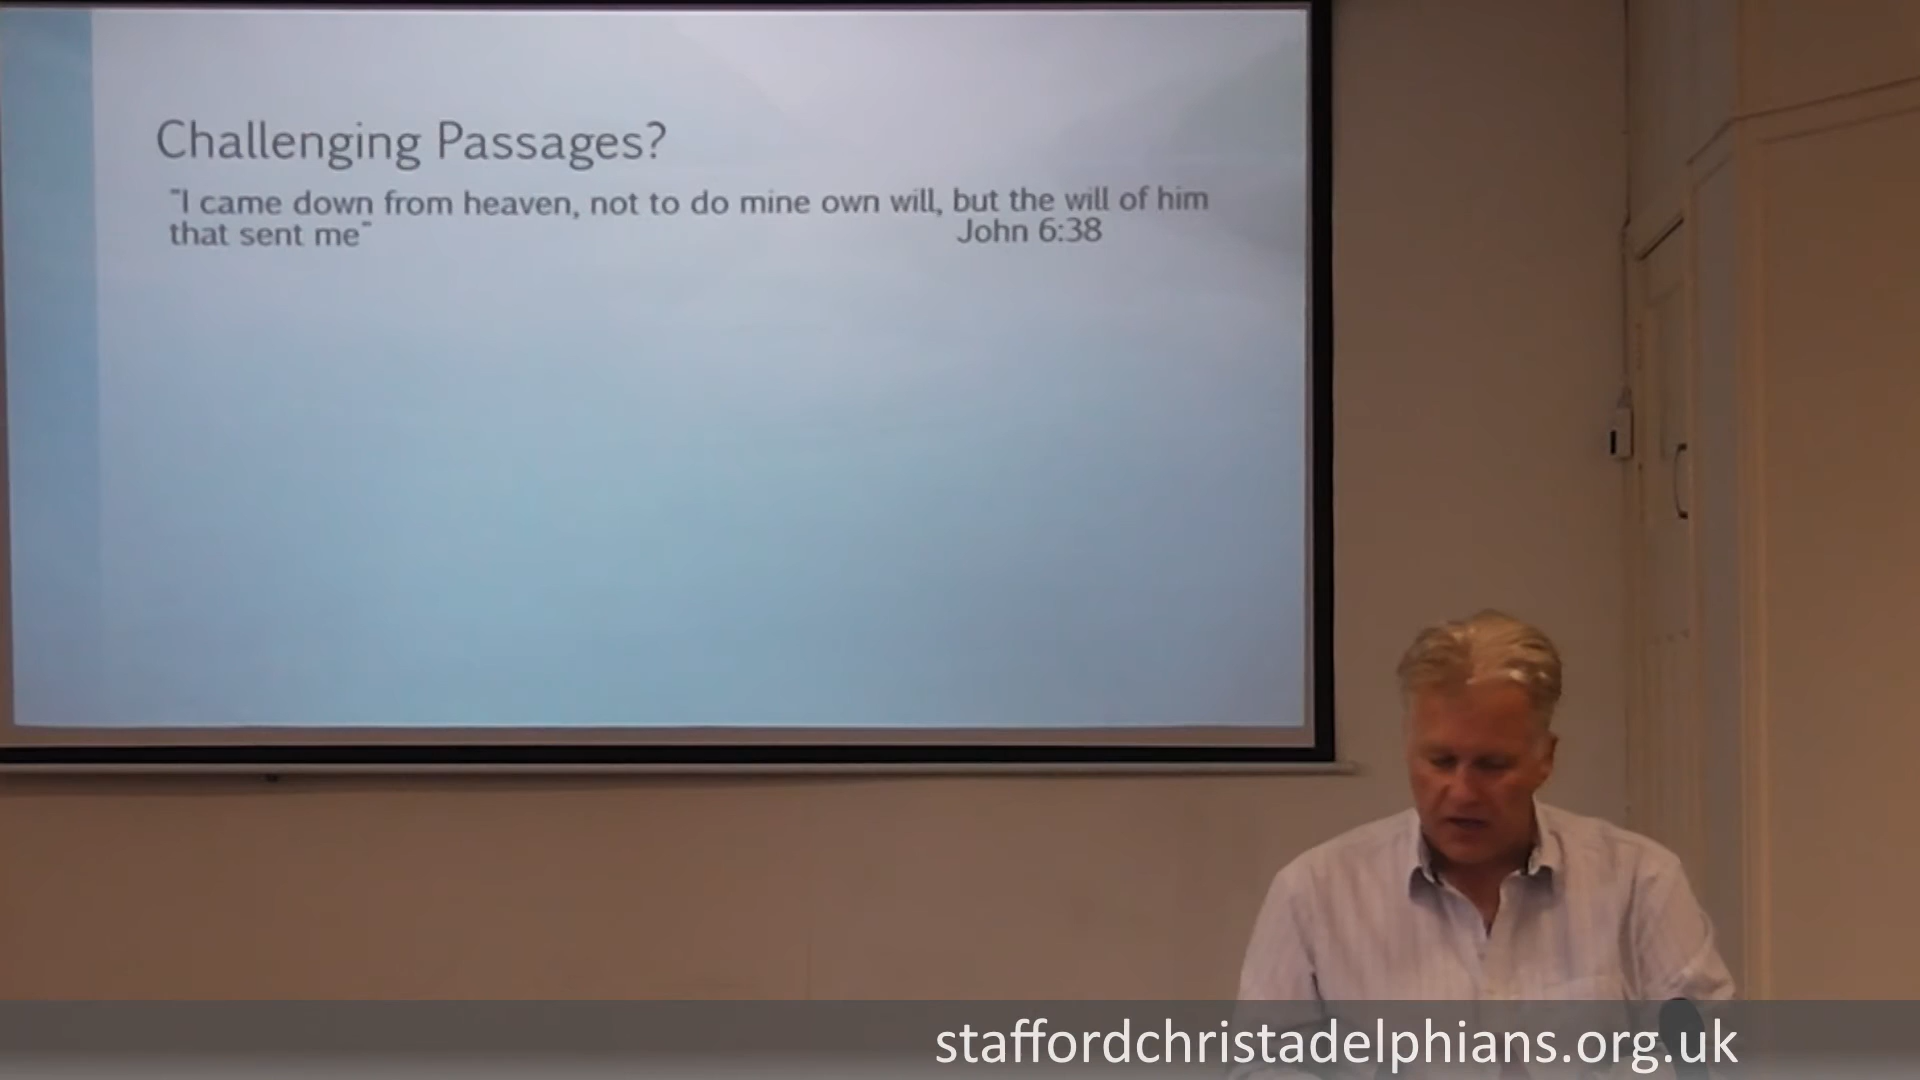 Challenging Passages?
"I came down from heaven, not to do mine own will, but the will of him
that sent me" John 6:38
staffordchristadelphians.org.uk